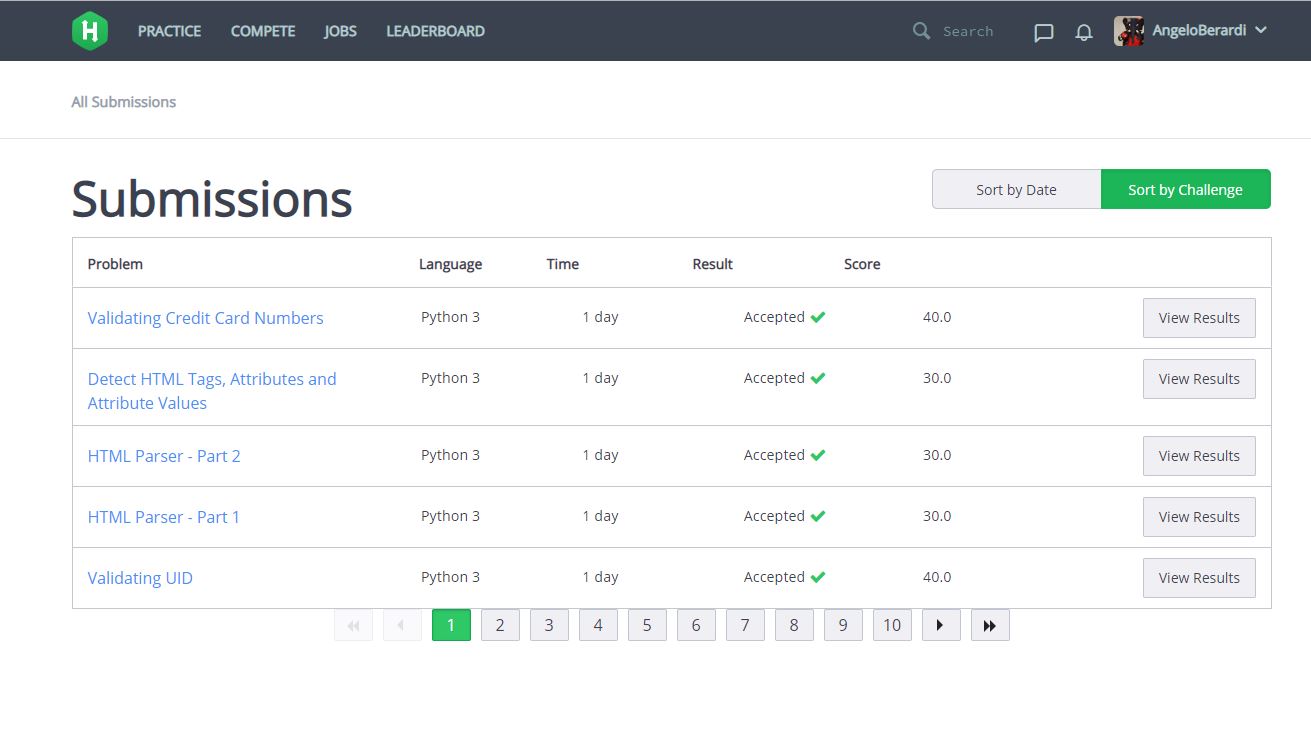 H PRACTICE COMPETE JOBS LEADERBOARD Search AngeloBerardi
All Submissions
Submissions Sort by Date Sort by Challenge
Problem Language Time Result Score
Validating Credit Card Numbers Python 3 1 day Accepted 40.0 View Results
Detect HTML Tags, Attributes and Python 3 1 day Accepted 30.0 View Results
Attribute Values
HTML Parser - Part 2 Python 3 1 day Accepted 30.0 View Results
HTML Parser - Part 1 Python 3 1 day Accepted 30.0 View Results
Validating UID Python 3 1 day Accepted 40.0 View Results
1 2 3 4 5 6 7 8 9 10